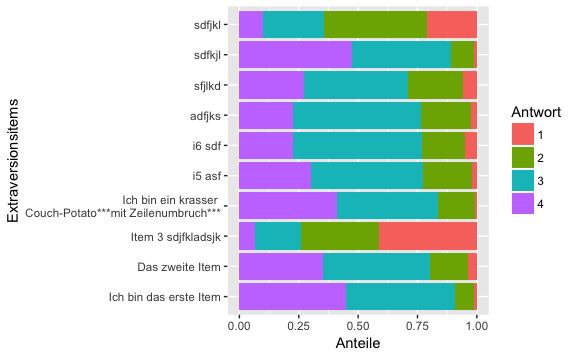 sdfjkl
sdfkjl
sfjlkd
adfjks
i6 sdf
i5 asf
Ich bin ein krasser
Couch-Potato***mit Zeilenumbruch***
Item 3 sdjfkladsjk
Das zweite Item
Ich bin das erste Item
Extraversionsitems
0.00 0.25 0.50 0.75 1.00
Anteile
Antwort
1
2
3
4